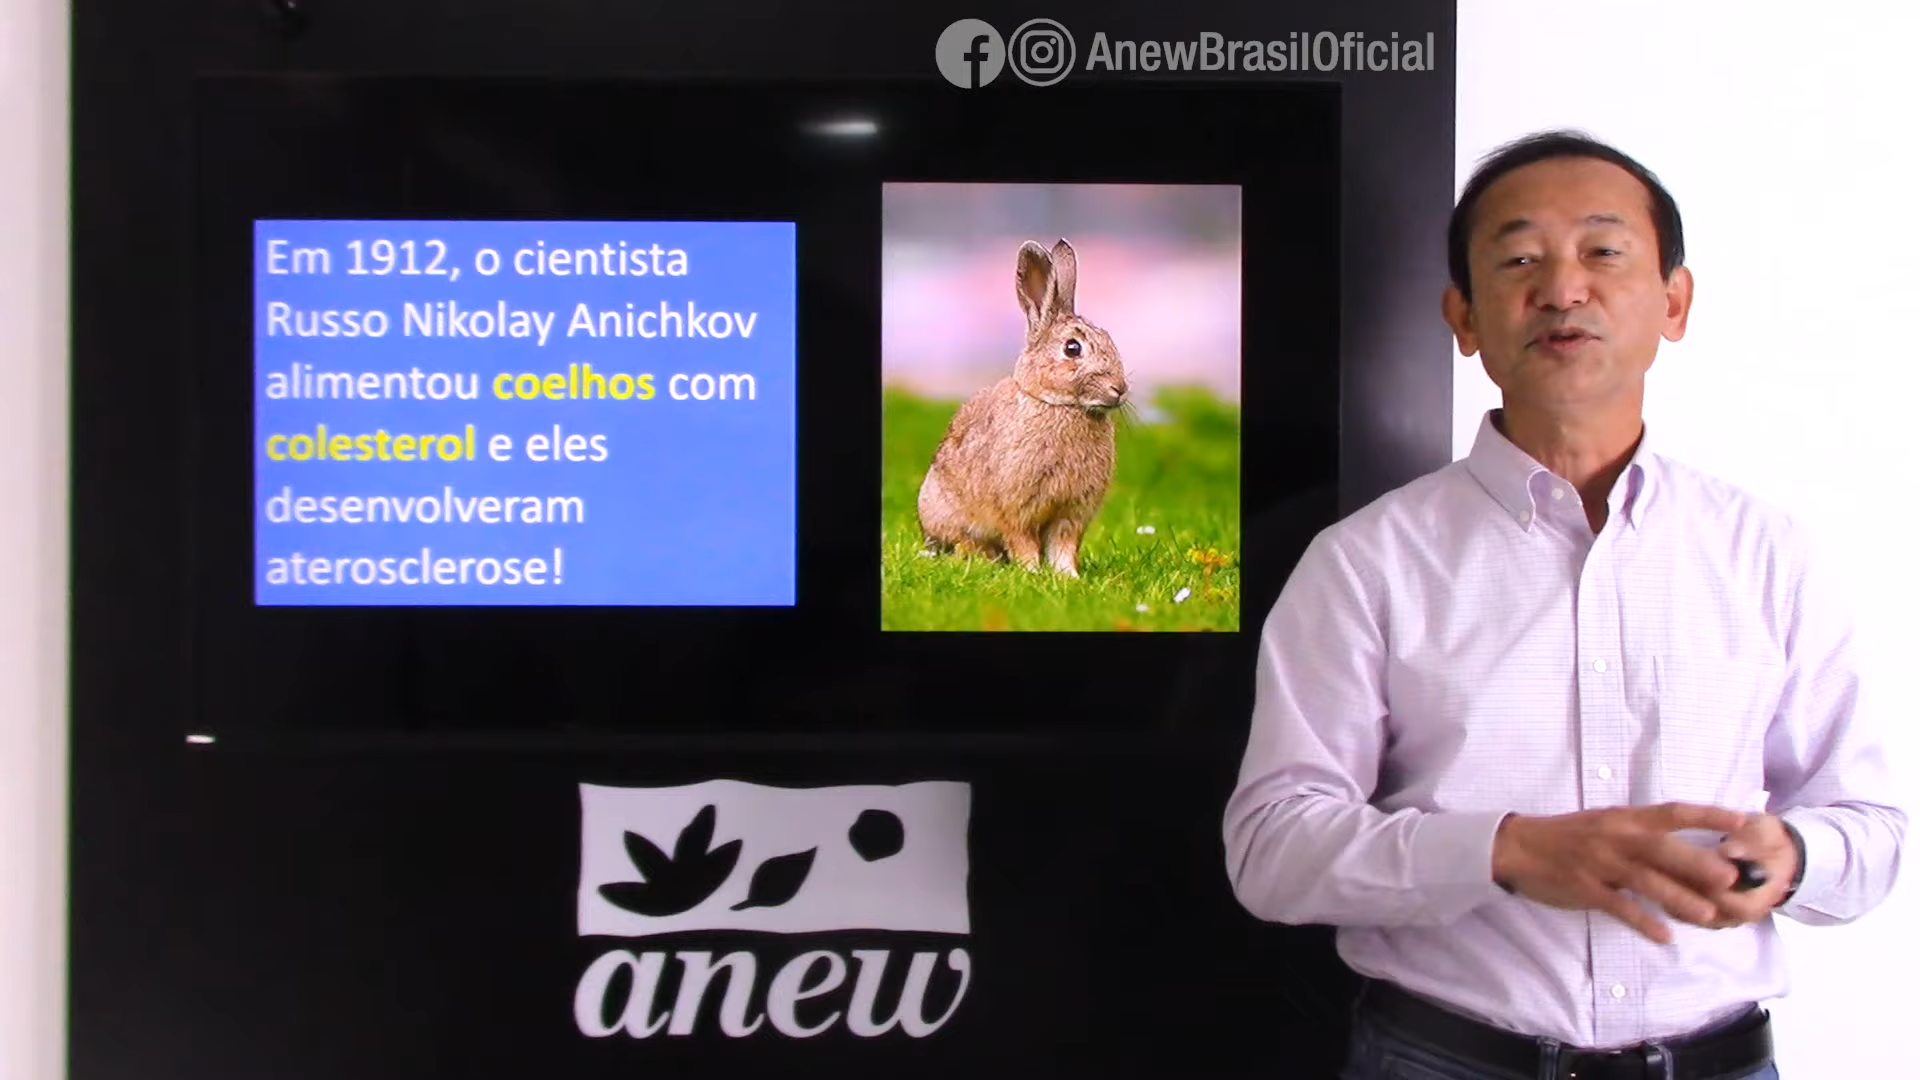 AnewBrasilOficial
Em 1912, o cientista
Russo Nikolay Anichkov
alimentou coelhos com
colesterol e eles
desenvolveram
aterosclerose!
anew